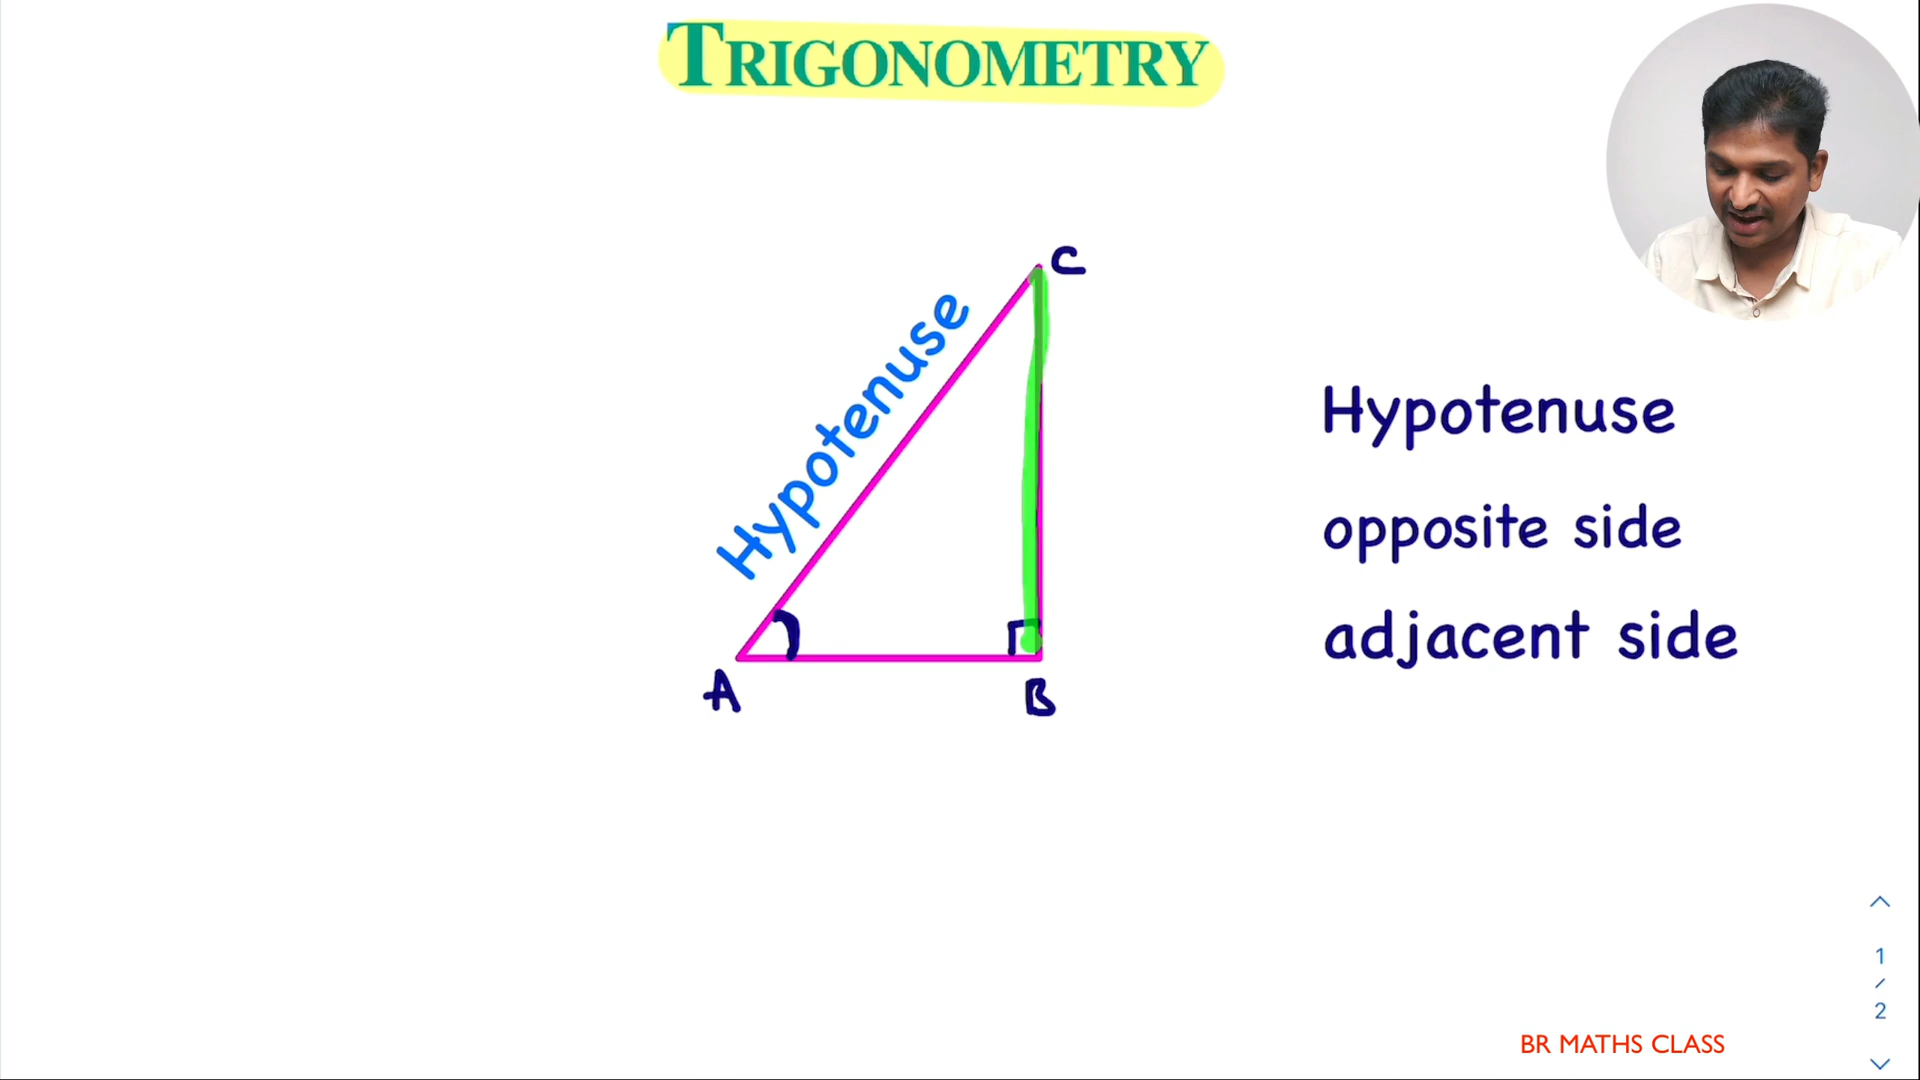 TRIGONOMETRY
C
Hypotenuse
Hypotenuse
opposite side
adjacent side
A
B
1
/
2
BR MATHS CLASS